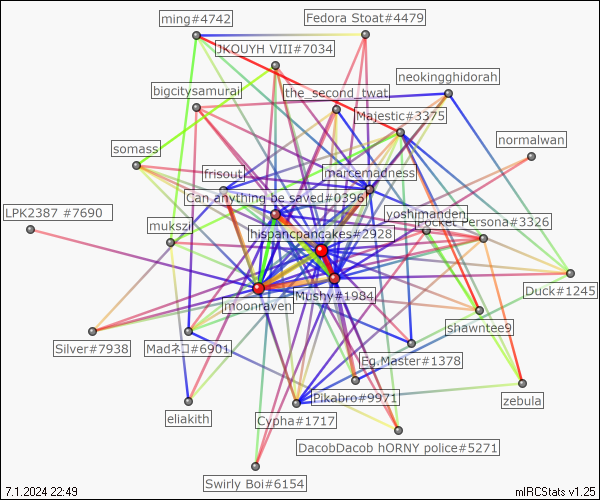 ming#4742
Fedora Stoat#4479
JKOUYH VIII#7034
neokingghidorah
bigcitysamurai
the_second_twat
Majestic#3375
normalwan
somass
frisout
marcemadness
Can anything be saved#0396
LPK2387 #7690
yoshimanden
Pocket Persona#3326
mukszi
hispancpancakes#2928
Duck#1245
Mushy#1984
moonraven
shawntee9
Silver#7938
Madネコ#6901
Eg.Master#1378
eliakith
Pikabro#9971
zebula
Cypha#1717
DacobDacob hORNY police#5271
Swirly Boi#6154
7.1.2024 22:49
mIRCStats v1.25